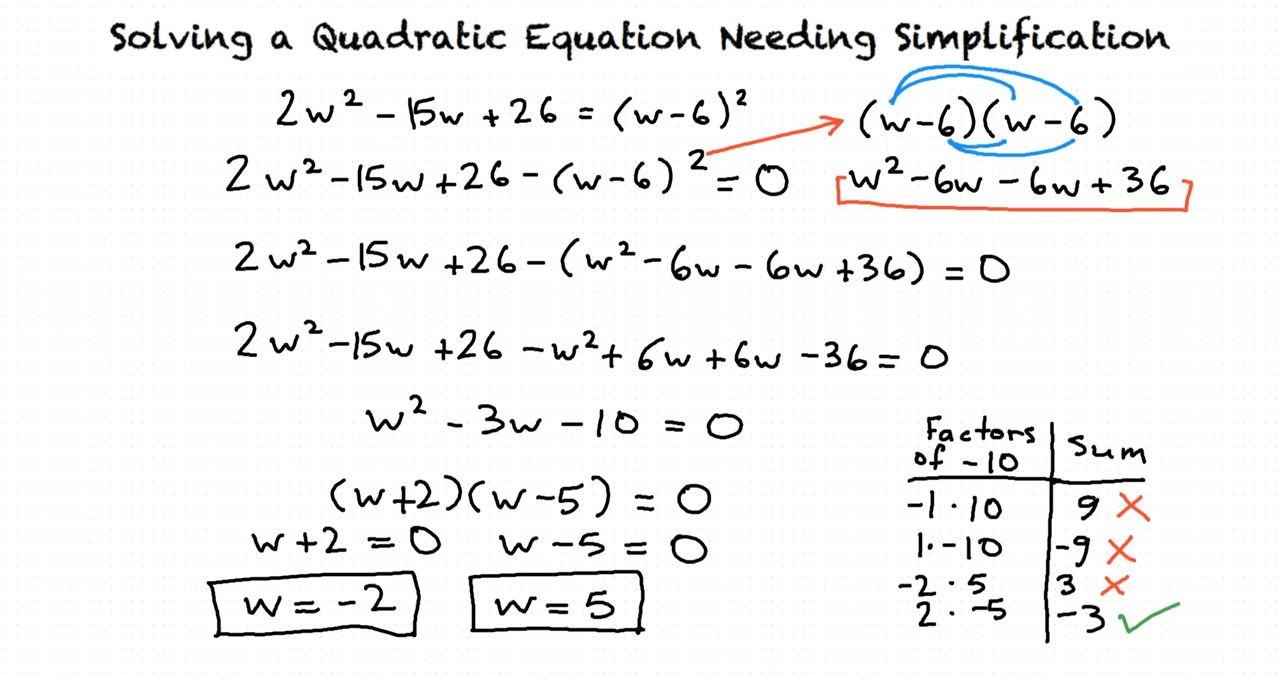 Solving a Quadratic Equation Needing Simplification
2w² - 15w + 26 = (w-6)²
(w-6)(w-6)
2w² - 15w + 26 - (w-6)² = 0
w² - 6w - 6w + 36
2w² - 15w + 26 - (w² - 6w - 6w + 36) = 0
2w² - 15w + 26 - w² + 6w + 6w - 36 = 0
w² - 3w - 10 = 0
(w+2)(w-5) = 0
w+2 = 0 w-5 = 0
w = -2 w = 5
Factors of -10 Sum
-1 · 10 9 ✗
1 · -10 -9 ✗
-2 · 5 3 ✗
2 · -5 -3 ✓